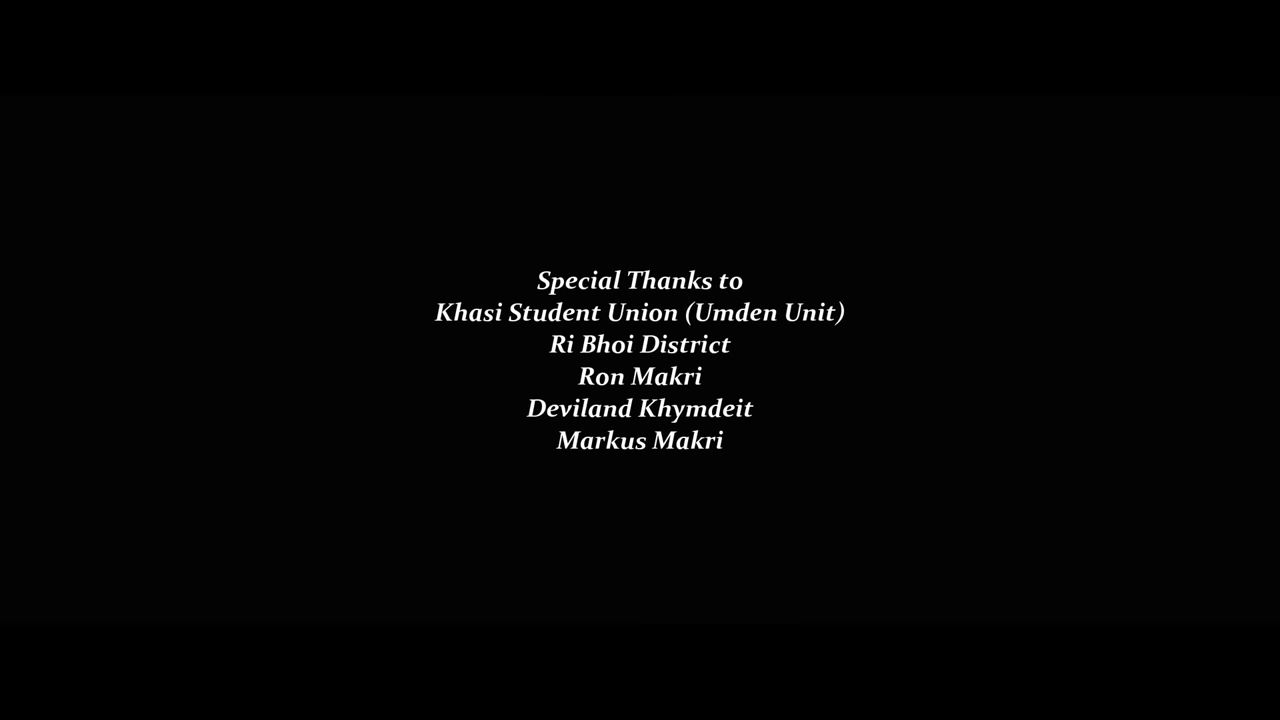 Special Thanks to
Khasi Student Union (Umden Unit)
Ri Bhoi District
Ron Makri
Deviland Khymdeit
Markus Makri